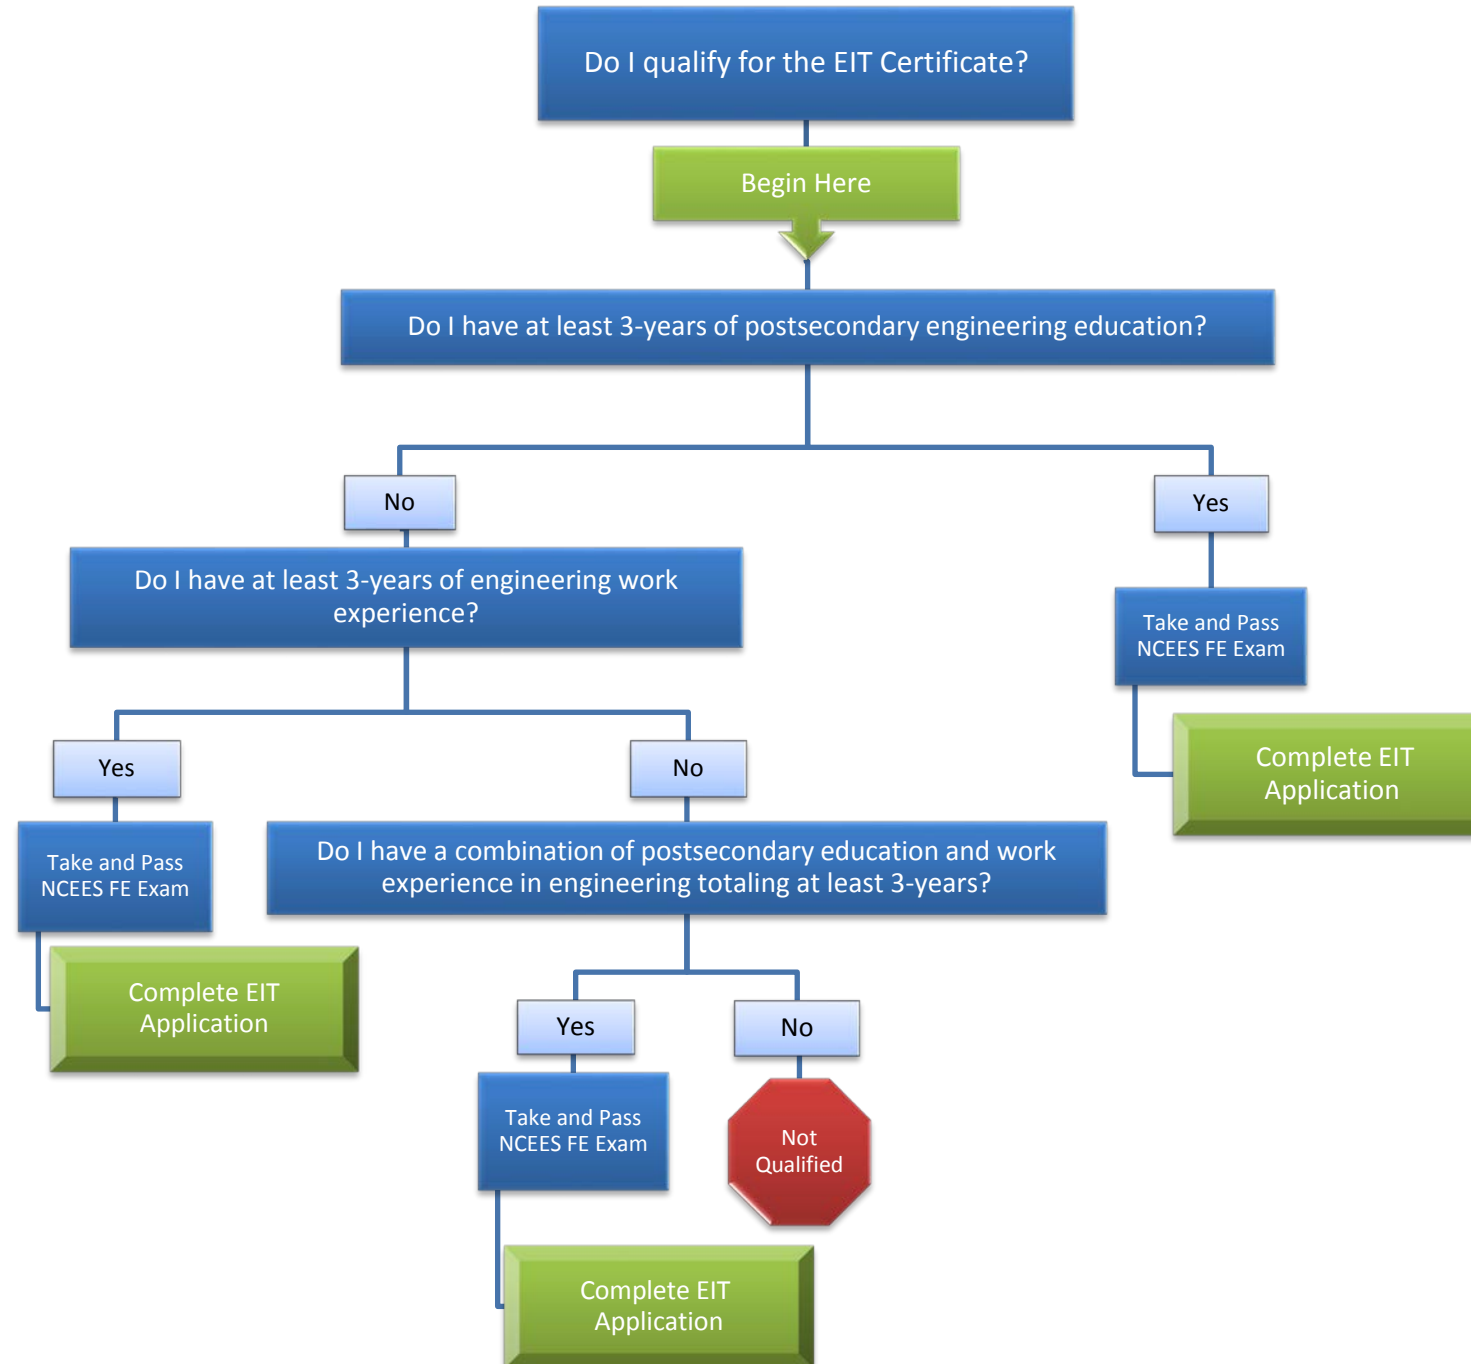 Do I qualify for the EIT Certificate?
Begin Here
Do I have at least 3-years of postsecondary engineering education?
No
Yes
Do I have at least 3-years of engineering work
experience?
Take and Pass
NCEES FE Exam
Complete EIT
Application
Yes
No
Take and Pass
NCEES FE Exam
Do I have a combination of postsecondary education and work
experience in engineering totaling at least 3-years?
Complete EIT
Application
Yes
No
Take and Pass
NCEES FE Exam
Not
Qualified
Complete EIT
Application